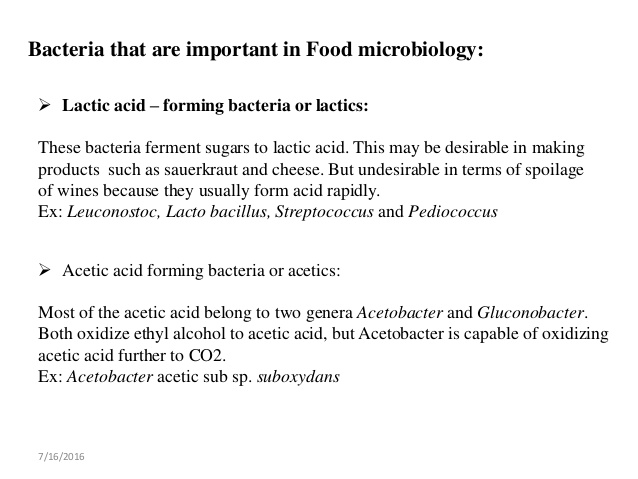 Bacteria that are important in Food microbiology:
➢ Lactic acid – forming bacteria or lactics:
These bacteria ferment sugars to lactic acid. This may be desirable in making
products such as sauerkraut and cheese. But undesirable in terms of spoilage
of wines because they usually form acid rapidly.
Ex: Leuconostoc, Lacto bacillus, Streptococcus and Pediococcus
➢ Acetic acid forming bacteria or acetics:
Most of the acetic acid belong to two genera Acetobacter and Gluconobacter.
Both oxidize ethyl alcohol to acetic acid, but Acetobacter is capable of oxidizing
acetic acid further to CO2.
Ex: Acetobacter acetic sub sp. suboxydans
7/16/2016